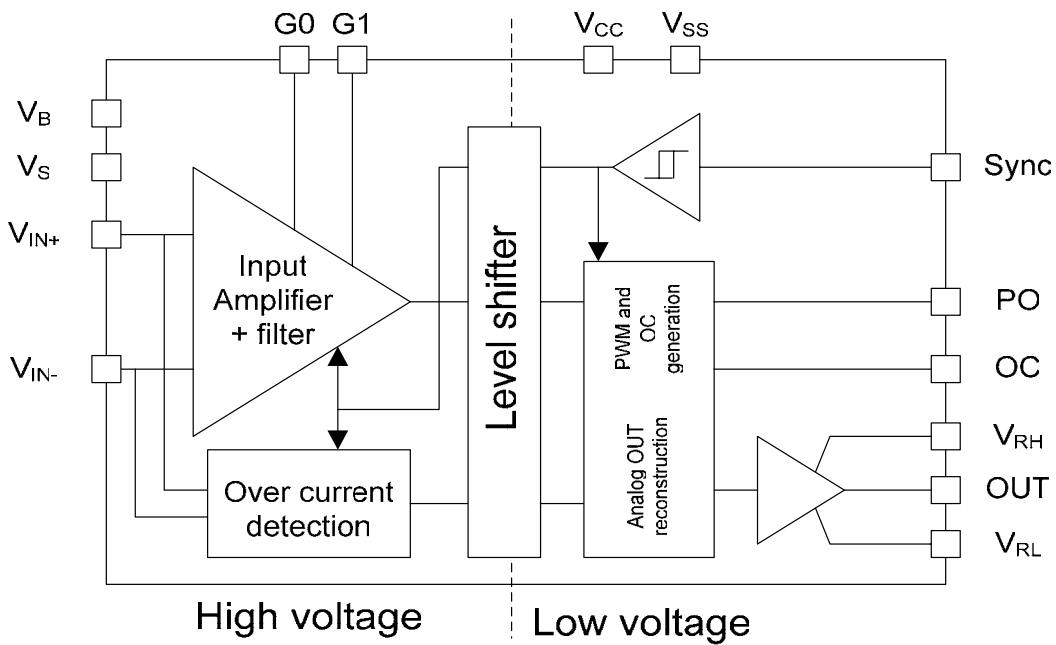 G0 G1 VCC VSS
VB
VS
VIN+
VIN-
Sync
PO
OC
VRH
OUT
VRL
Input
Amplifier
+ filter
Over current
detection
Level shifter
PWM and
OC
generation
Analog OUT
reconstruction
High voltage
Low voltage